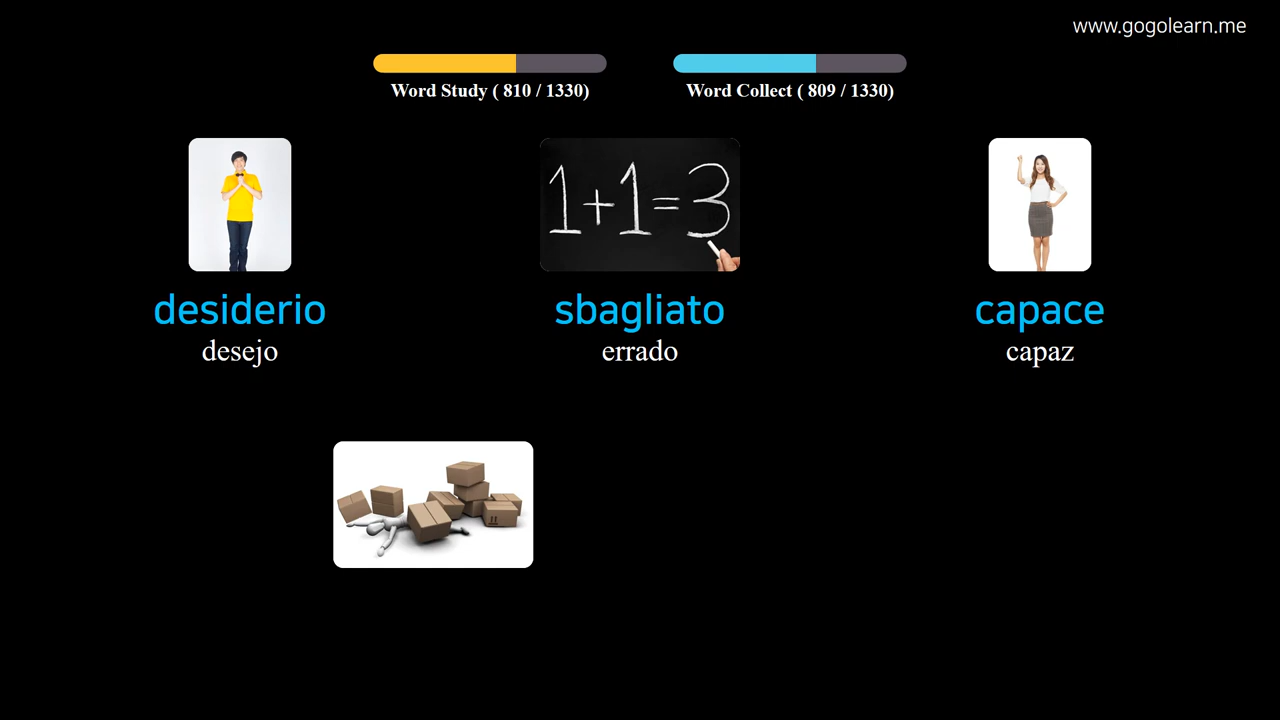 www.gogolearn.me
Word Study ( 810 / 1330)
Word Collect ( 809 / 1330)
1+1=3
desiderio
sbagliato
capace
desejo
errado
capaz